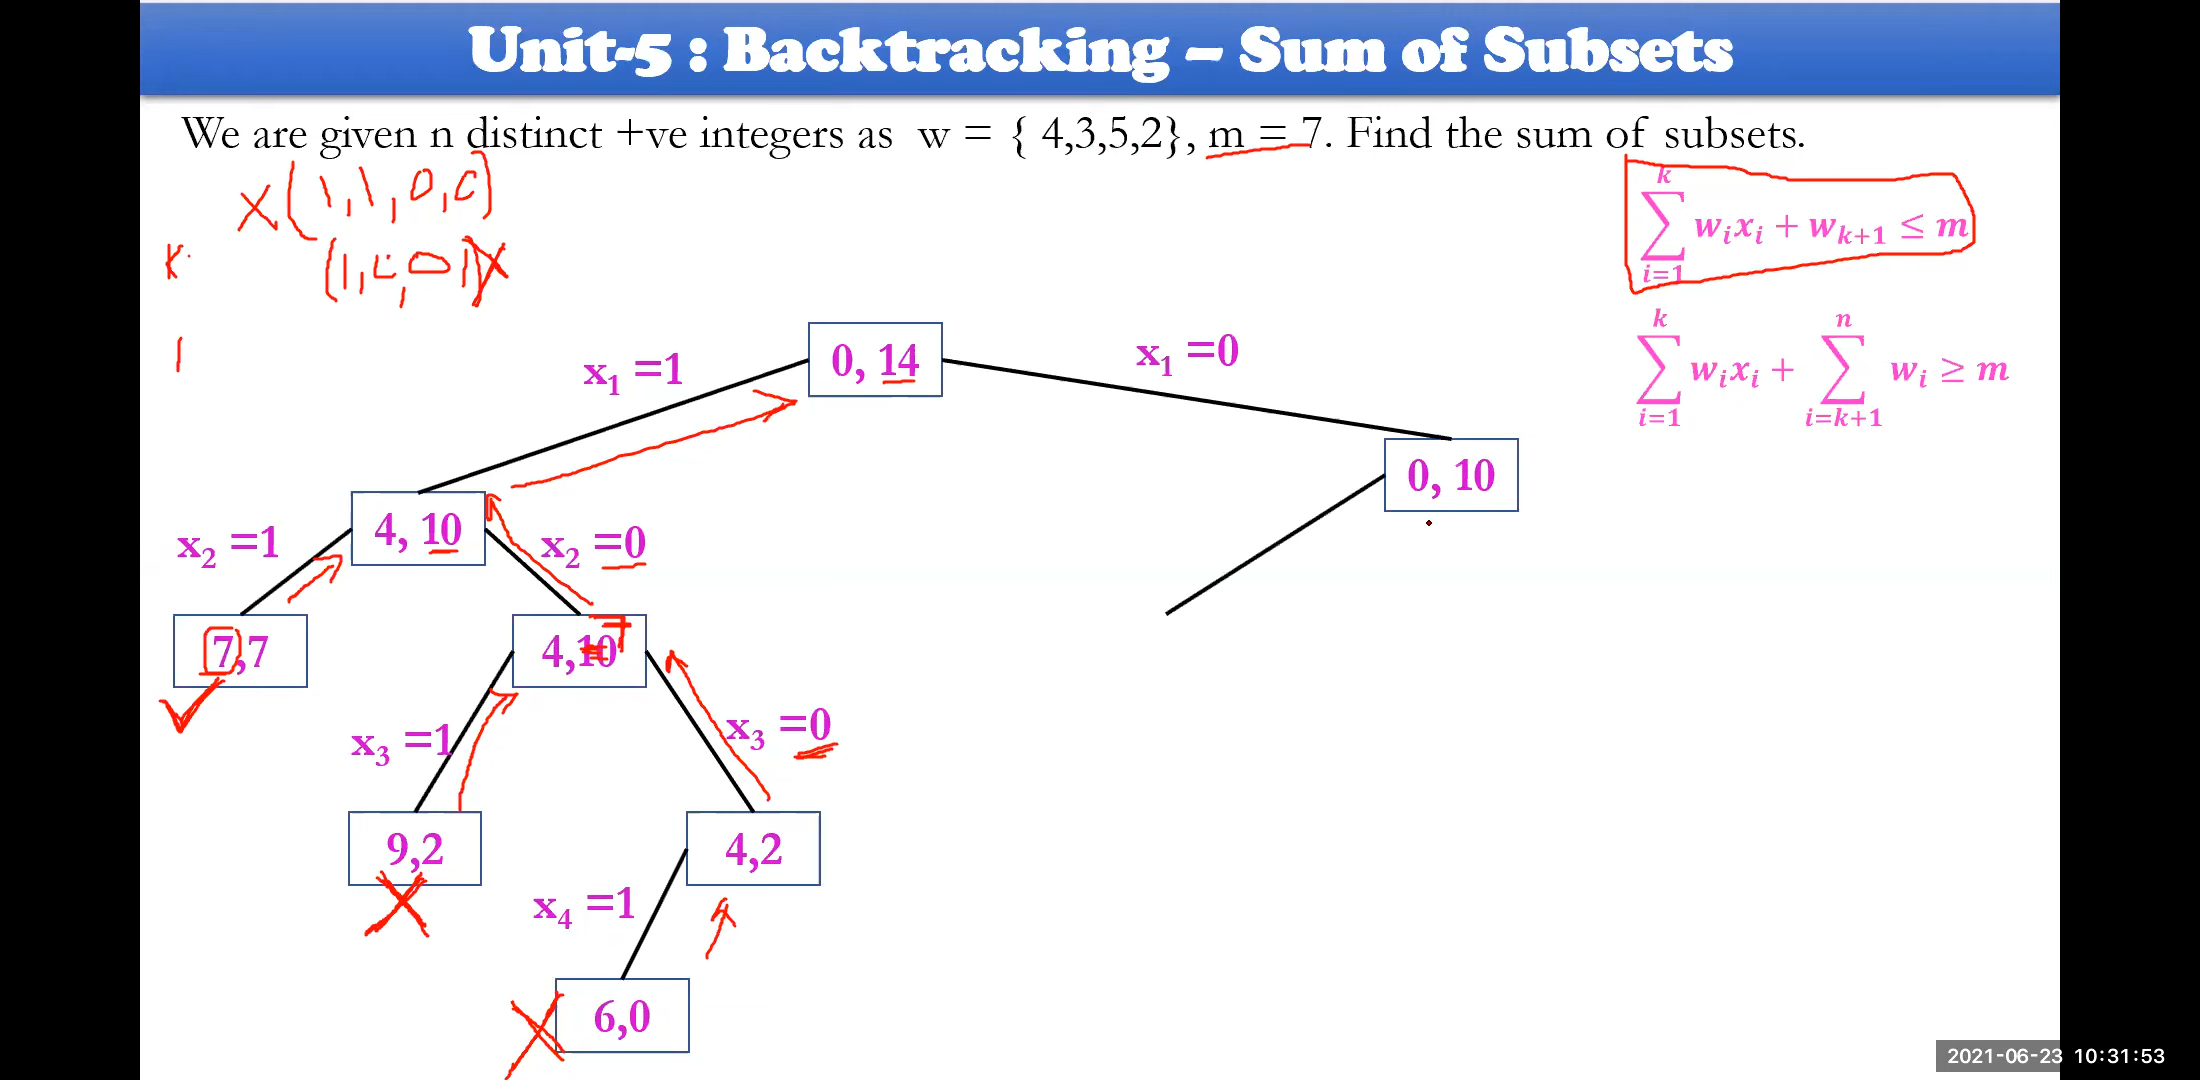 Unit-5 : Backtracking – Sum of Subsets
We are given n distinct +ve integers as w = { 4,3,5,2}, m = 7. Find the sum of subsets.
X(1,1,0,0)
k
1
∑_{i=1}^{k} wᵢxᵢ + wₖ₊₁ ≤ m
∑_{i=1}^{k} wᵢxᵢ + ∑_{i=k+1}^{n} wᵢ ≥ m
x₁ =1
0, 14
x₁ =0
0, 10
x₂ =1
4, 10
x₂ =0
7,7
4,10
7
x₃ =1
x₃ =0
9,2
4,2
x₄ =1
6,0
2021-06-23 10:31:53